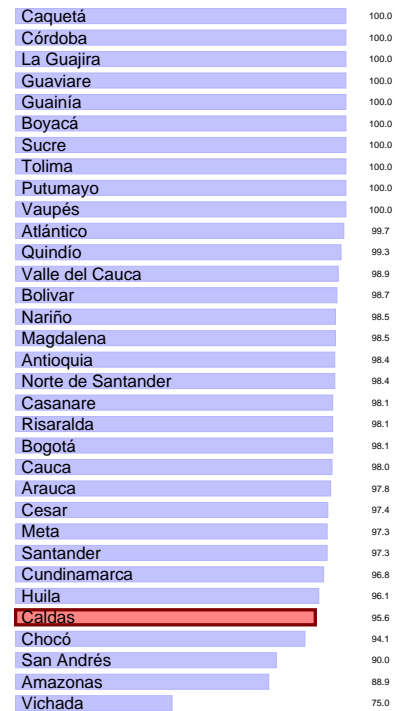 Caquetá 100.0
Córdoba 100.0
La Guajira 100.0
Guaviare 100.0
Guainía 100.0
Boyacá 100.0
Sucre 100.0
Tolima 100.0
Putumayo 100.0
Vaupés 100.0
Atlántico 99.7
Quindío 99.3
Valle del Cauca 98.9
Bolivar 98.7
Nariño 98.5
Magdalena 98.5
Antioquia 98.4
Norte de Santander 98.4
Casanare 98.1
Risaralda 98.1
Bogotá 98.1
Cauca 98.0
Arauca 97.8
Cesar 97.4
Meta 97.3
Santander 97.3
Cundinamarca 96.8
Huila 96.1
Caldas 95.6
Chocó 94.1
San Andrés 90.0
Amazonas 88.9
Vichada 75.0